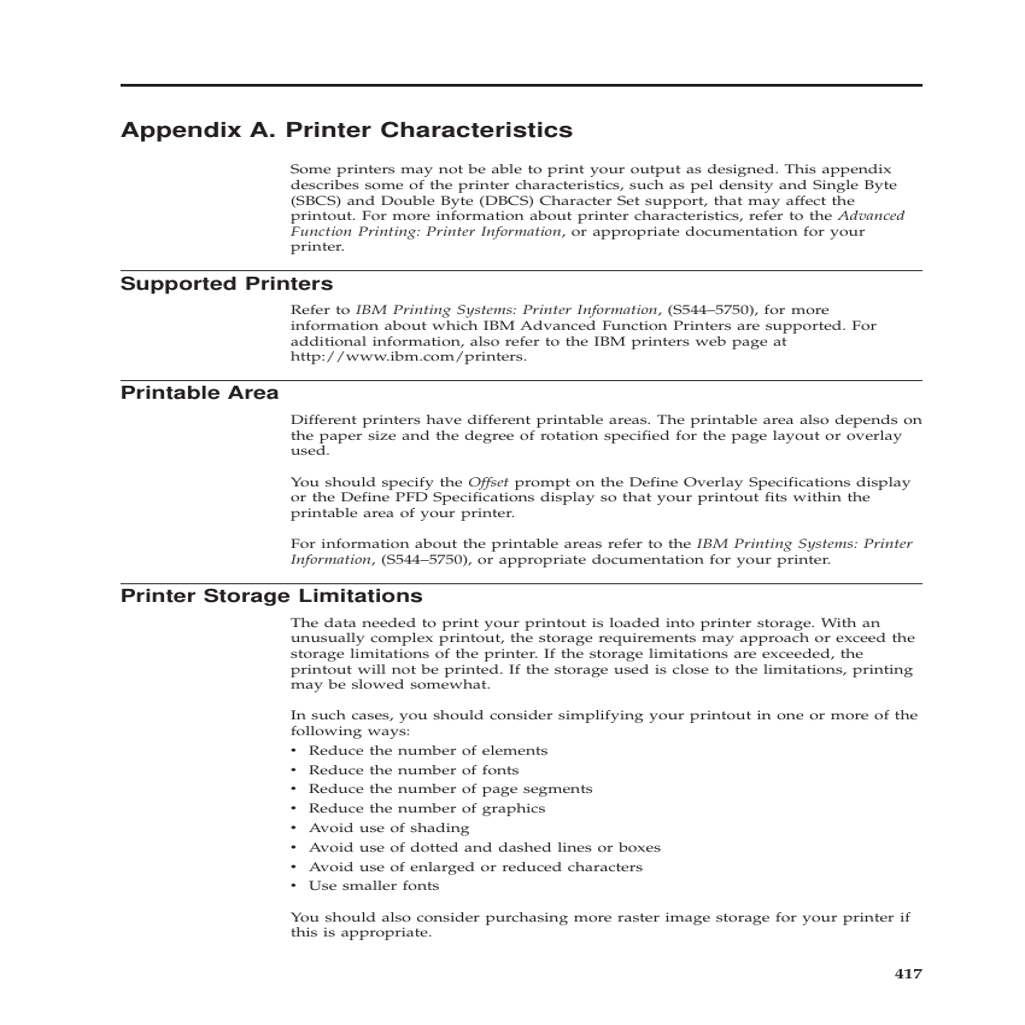 Appendix A. Printer Characteristics
Some printers may not be able to print your output as designed. This appendix
describes some of the printer characteristics, such as pel density and Single Byte
(SBCS) and Double Byte (DBCS) Character Set support, that may affect the
printout. For more information about printer characteristics, refer to the Advanced
Function Printing: Printer Information, or appropriate documentation for your
printer.
Supported Printers
Refer to IBM Printing Systems: Printer Information, (S544–5750), for more
information about which IBM Advanced Function Printers are supported. For
additional information, also refer to the IBM printers web page at
http://www.ibm.com/printers.
Printable Area
Different printers have different printable areas. The printable area also depends on
the paper size and the degree of rotation specified for the page layout or overlay
used.
You should specify the Offset prompt on the Define Overlay Specifications display
or the Define PFD Specifications display so that your printout fits within the
printable area of your printer.
For information about the printable areas refer to the IBM Printing Systems: Printer
Information, (S544–5750), or appropriate documentation for your printer.
Printer Storage Limitations
The data needed to print your printout is loaded into printer storage. With an
unusually complex printout, the storage requirements may approach or exceed the
storage limitations of the printer. If the storage limitations are exceeded, the
printout will not be printed. If the storage used is close to the limitations, printing
may be slowed somewhat.
In such cases, you should consider simplifying your printout in one or more of the
following ways:
• Reduce the number of elements
• Reduce the number of fonts
• Reduce the number of page segments
• Reduce the number of graphics
• Avoid use of shading
• Avoid use of dotted and dashed lines or boxes
• Avoid use of enlarged or reduced characters
• Use smaller fonts
You should also consider purchasing more raster image storage for your printer if
this is appropriate.
417